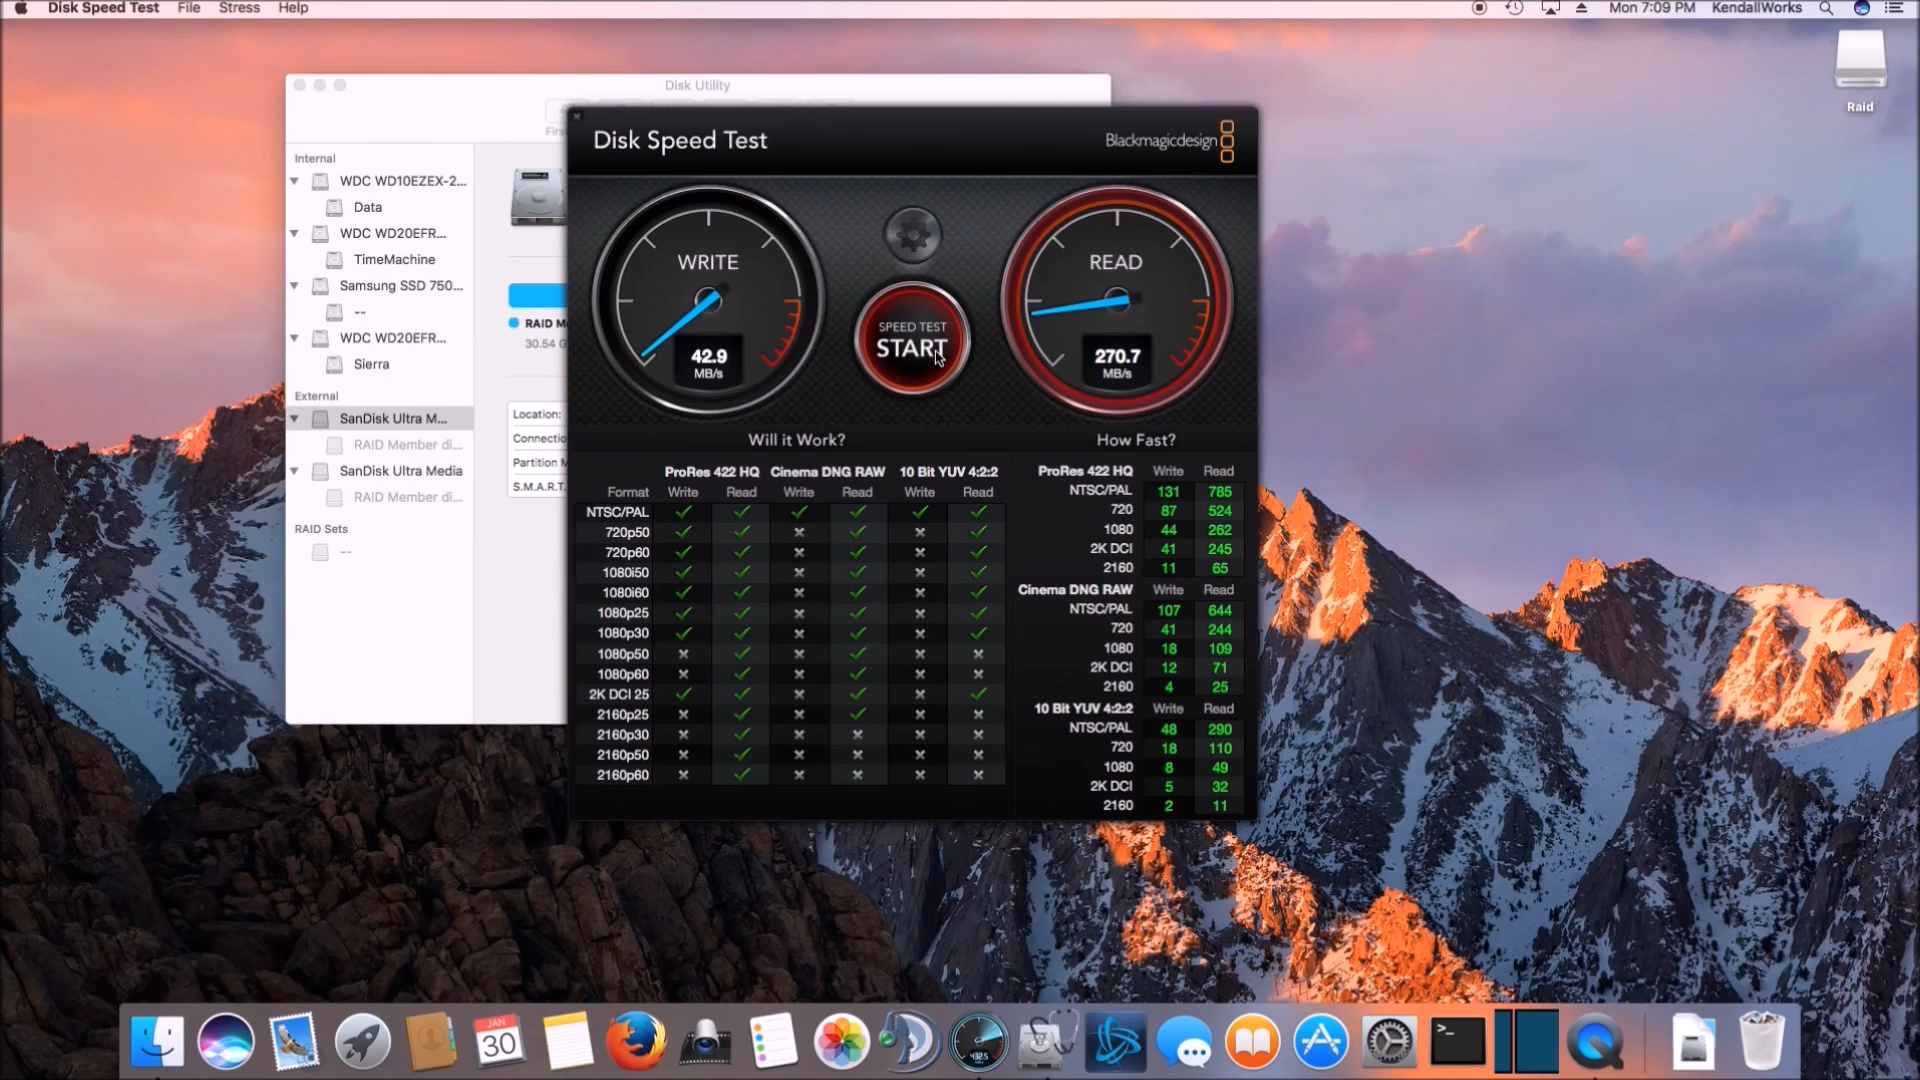 Disk Speed Test File Stress Help
Mon 7:09 PM KendallWorks
Raid
Disk Utility
Internal
WDC WD10EZEX-2...
Data
WDC WD20EFR...
TimeMachine
Samsung SSD 750...
--
WDC WD20EFR...
Sierra
External
SanDisk Ultra M...
RAID Member di...
SanDisk Ultra Media
RAID Member di...
RAID Sets
--
30.54 G
Location:
S.M.A.R.T.
Disk Speed Test
Blackmagicdesign
WRITE
42.9
MB/s
SPEED TEST
START
READ
270.7
MB/s
Will it Work?
ProRes 422 HQ Cinema DNG RAW 10 Bit YUV 4:2:2
Format Write Read Write Read Write Read
NTSC/PAL ✓ ✓ ✓ ✓ ✓ ✓
720p50 ✓ ✓ × ✓ × ✓
720p60 ✓ ✓ × ✓ × ✓
1080i50 ✓ ✓ × ✓ × ✓
1080i60 ✓ ✓ × ✓ × ✓
1080p25 ✓ ✓ × ✓ × ✓
1080p30 ✓ ✓ × ✓ × ✓
1080p50 × ✓ × ✓ × ×
1080p60 × ✓ × ✓ × ×
2K DCI 25 ✓ ✓ × ✓ × ✓
2160p25 × ✓ × ✓ × ×
2160p30 × ✓ × × × ×
2160p50 × ✓ × × × ×
2160p60 × ✓ × × × ×
How Fast?
ProRes 422 HQ Write Read
NTSC/PAL 131 785
720 87 524
1080 44 262
2K DCI 41 245
2160 11 65
Cinema DNG RAW Write Read
NTSC/PAL 107 644
720 41 244
1080 18 109
2K DCI 12 71
2160 4 25
10 Bit YUV 4:2:2 Write Read
NTSC/PAL 48 290
720 18 110
1080 8 49
2K DCI 5 32
2160 2 11
JAN
30
432.5
>_